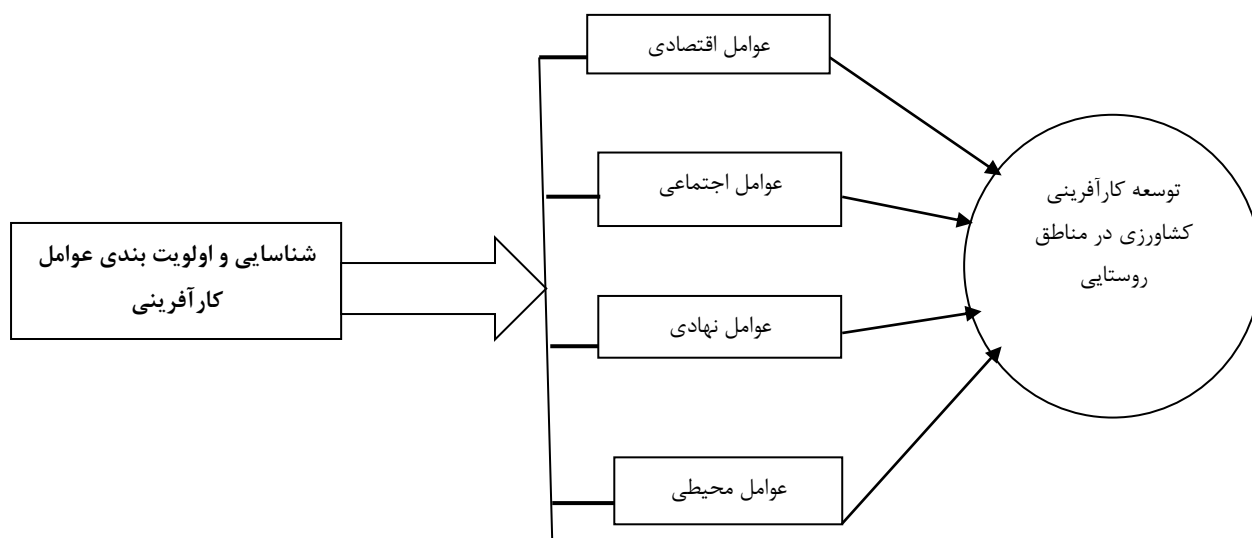 عوامل اقتصادی
عوامل اجتماعی
توسعه کارآفرینی
کشاورزی در مناطق
روستایی
شناسایی و اولویت بندی عوامل
کارآفرینی
عوامل نهادی
عوامل محیطی